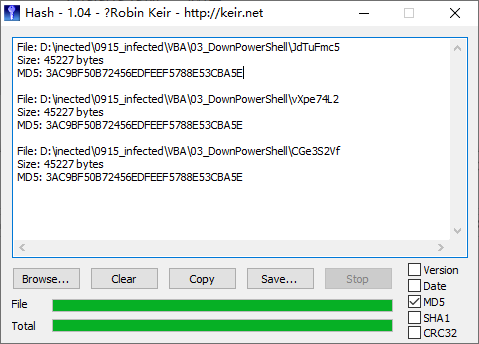 Hash - 1.04 - ?Robin Keir - http://keir.net
File: D:\inected\0915_infected\VBA\03_DownPowerShell\JdTuFmc5
Size: 45227 bytes
MD5: 3AC9BF50B72456EDFEEF5788E53CBA5E
File: D:\inected\0915_infected\VBA\03_DownPowerShell\vXpe74L2
Size: 45227 bytes
MD5: 3AC9BF50B72456EDFEEF5788E53CBA5E
File: D:\inected\0915_infected\VBA\03_DownPowerShell\CGe3S2Vf
Size: 45227 bytes
MD5: 3AC9BF50B72456EDFEEF5788E53CBA5E
Browse... Clear Copy Save... Stop
Version
Date
MD5
SHA1
CRC32
File
Total